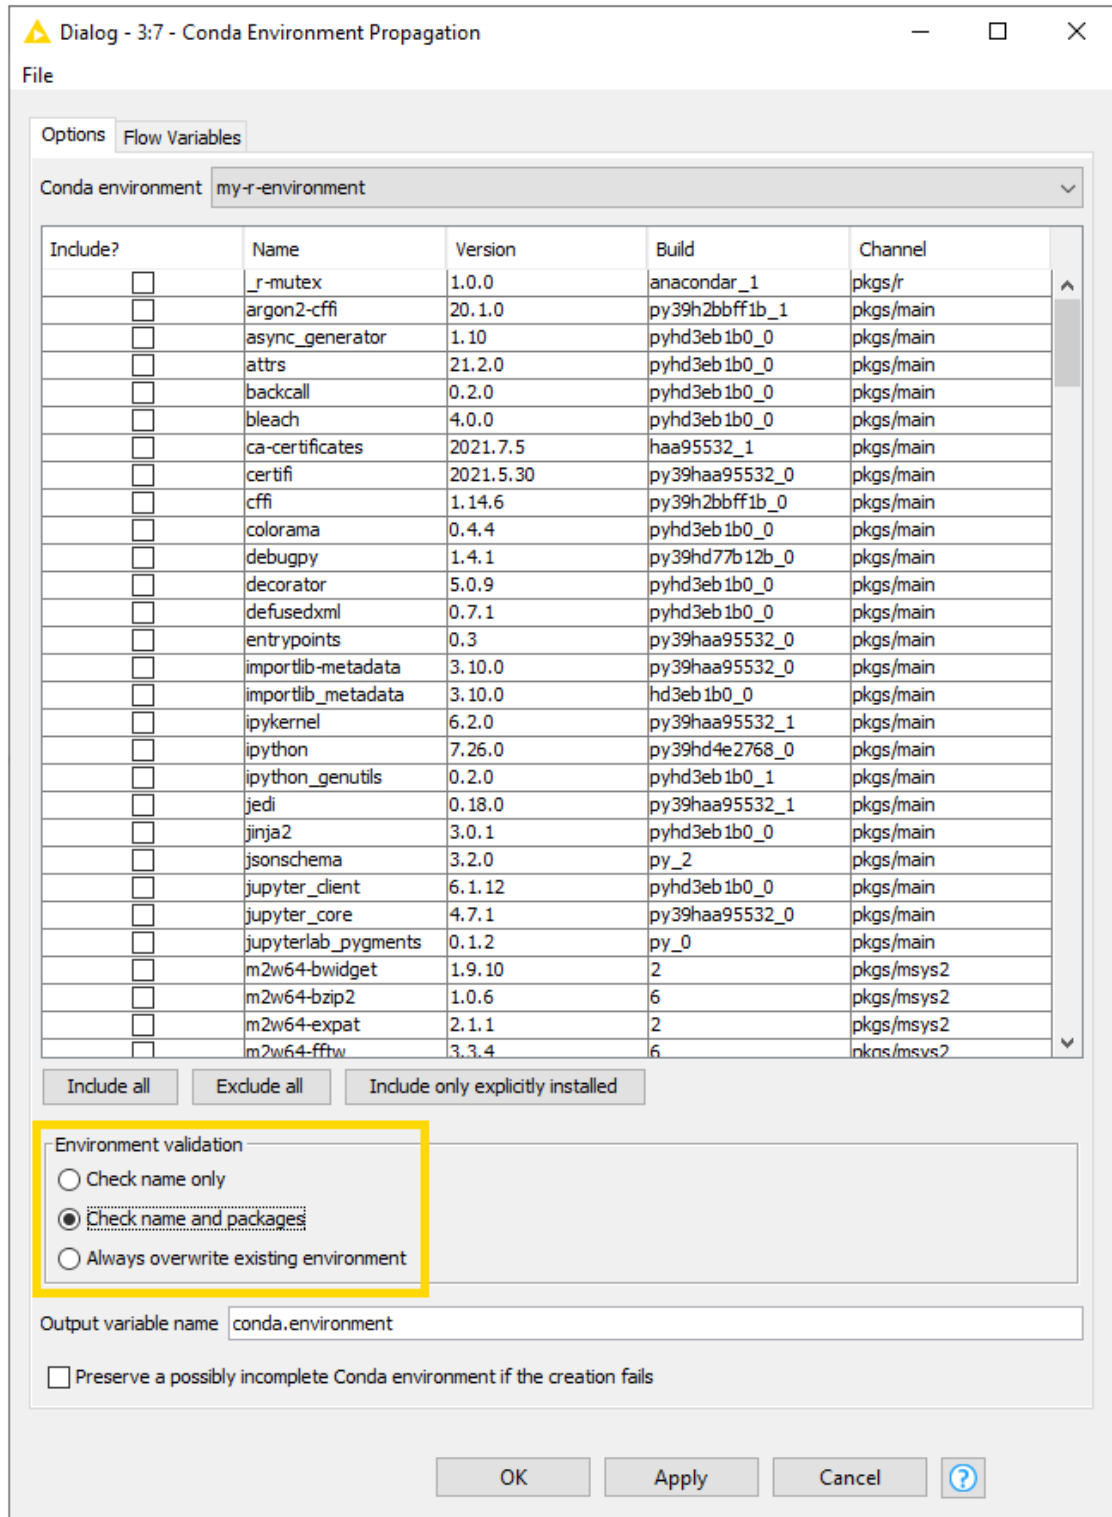 Dialog - 3:7 - Conda Environment Propagation
File
Options Flow Variables
Conda environment my-r-environment
Include? Name Version Build Channel
_r-mutex 1.0.0 anacondar_1 pkgs/r
argon2-cffi 20.1.0 py39h2bbff1b_1 pkgs/main
async_generator 1.10 pyhd3eb1b0_0 pkgs/main
attrs 21.2.0 pyhd3eb1b0_0 pkgs/main
backcall 0.2.0 pyhd3eb1b0_0 pkgs/main
bleach 4.0.0 pyhd3eb1b0_0 pkgs/main
ca-certificates 2021.7.5 haa95532_1 pkgs/main
certifi 2021.5.30 py39haa95532_0 pkgs/main
cffi 1.14.6 py39h2bbff1b_0 pkgs/main
colorama 0.4.4 pyhd3eb1b0_0 pkgs/main
debugpy 1.4.1 py39hd77b12b_0 pkgs/main
decorator 5.0.9 pyhd3eb1b0_0 pkgs/main
defusedxml 0.7.1 pyhd3eb1b0_0 pkgs/main
entrypoints 0.3 py39haa95532_0 pkgs/main
importlib-metadata 3.10.0 py39haa95532_0 pkgs/main
importlib_metadata 3.10.0 hd3eb1b0_0 pkgs/main
ipykernel 6.2.0 py39haa95532_1 pkgs/main
ipython 7.26.0 py39hd4e2768_0 pkgs/main
ipython_genutils 0.2.0 pyhd3eb1b0_1 pkgs/main
jedi 0.18.0 py39haa95532_1 pkgs/main
jinja2 3.0.1 pyhd3eb1b0_0 pkgs/main
jsonschema 3.2.0 py_2 pkgs/main
jupyter_client 6.1.12 pyhd3eb1b0_0 pkgs/main
jupyter_core 4.7.1 py39haa95532_0 pkgs/main
jupyterlab_pygments 0.1.2 py_0 pkgs/main
m2w64-bwidget 1.9.10 2 pkgs/msys2
m2w64-bzip2 1.0.6 6 pkgs/msys2
m2w64-expat 2.1.1 2 pkgs/msys2
m2w64-fftw 3.3.4 6 pkgs/msys2
Include all Exclude all Include only explicitly installed
Environment validation
Check name only
Check name and packages
Always overwrite existing environment
Output variable name conda.environment
Preserve a possibly incomplete Conda environment if the creation fails
OK Apply Cancel ?